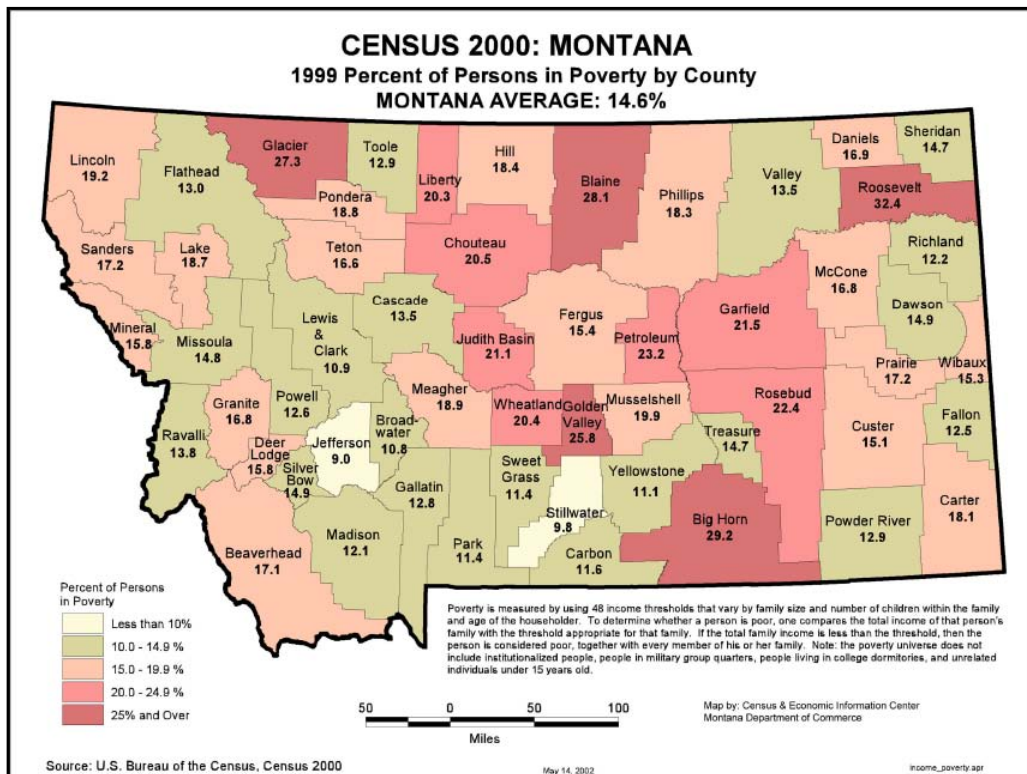 CENSUS 2000: MONTANA
1999 Percent of Persons in Poverty by County
MONTANA AVERAGE: 14.6%
Lincoln
19.2
Flathead
13.0
Glacier
27.3
Toole
12.9
Liberty
20.3
Hill
18.4
Blaine
28.1
Phillips
18.3
Valley
13.5
Daniels
16.9
Sheridan
14.7
Roosevelt
32.4
Pondera
18.8
Sanders
17.2
Lake
18.7
Teton
16.6
Chouteau
20.5
Richland
12.2
McCone
16.8
Dawson
14.9
Mineral
15.8
Missoula
14.8
Lewis
&
Clark
10.9
Cascade
13.5
Judith Basin
21.1
Fergus
15.4
Petroleum
23.2
Garfield
21.5
Prairie
17.2
Wibaux
15.3
Granite
16.8
Powell
12.6
Meagher
18.9
Wheatland
20.4
Golden
Valley
25.8
Musselshell
19.9
Rosebud
22.4
Custer
15.1
Fallon
12.5
Ravalli
13.8
Deer
Lodge
15.8
Silver
Bow
14.9
Jefferson
9.0
Broad-
water
10.8
Treasure
14.7
Gallatin
12.8
Sweet
Grass
11.4
Stillwater
9.8
Yellowstone
11.1
Big Horn
29.2
Powder River
12.9
Carter
18.1
Beaverhead
17.1
Madison
12.1
Park
11.4
Carbon
11.6
Percent of Persons
in Poverty
Less than 10%
10.0 - 14.9 %
15.0 - 19.9 %
20.0 - 24.9 %
25% and Over
Poverty is measured by using 48 income thresholds that vary by family size and number of children within the family
and age of the householder. To determine whether a person is poor, one compares the total income of that person's
family with the threshold appropriate for that family. If the total family income is less than the threshold, then the
person is considered poor, together with every member of his or her family. Note: the poverty universe does not
include institutionalized people, people in military group quarters, people living in college dormitories, and unrelated
individuals under 15 years old.
50 0 50 100
Miles
Map by: Census & Economic Information Center
Montana Department of Commerce
Source: U.S. Bureau of the Census, Census 2000
May 14, 2002
income_poverty.apr